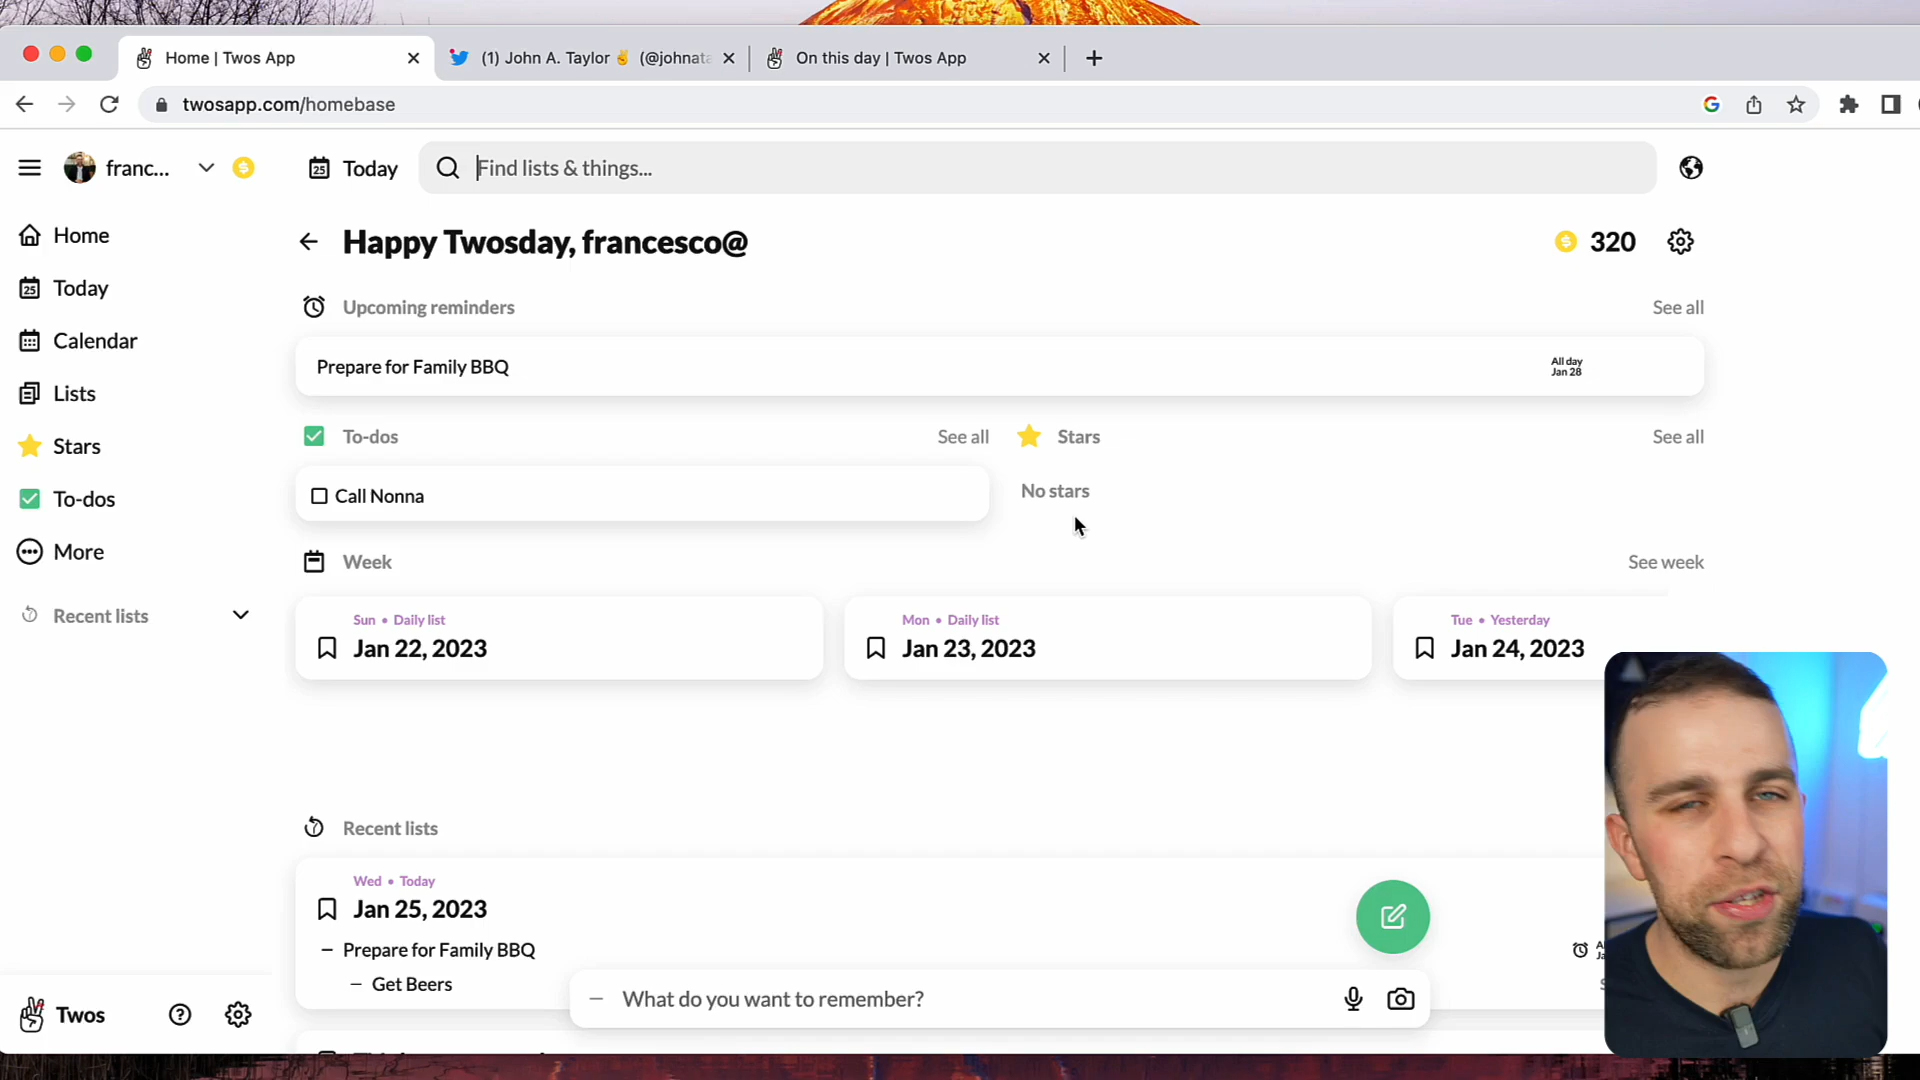 Home | Twos App
(1) John A. Taylor ✌️ (@johnata
On this day | Twos App
twosapp.com/homebase
franc...
Today
Find lists & things...
Home
Today
Calendar
Lists
Stars
To-dos
More
Recent lists
Happy Twosday, francesco@
320
Upcoming reminders
See all
Prepare for Family BBQ
All day
Jan 28
To-dos
See all
Stars
See all
Call Nonna
No stars
Week
See week
Sun • Daily list
Jan 22, 2023
Mon • Daily list
Jan 23, 2023
Tue • Yesterday
Jan 24, 2023
Recent lists
Wed • Today
Jan 25, 2023
Prepare for Family BBQ
Get Beers
What do you want to remember?
Twos